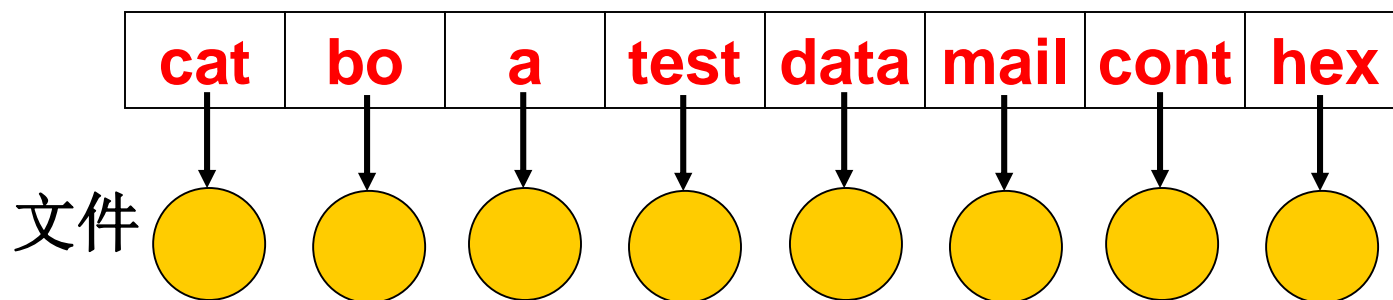 cat bo a test data mail cont hex
文件